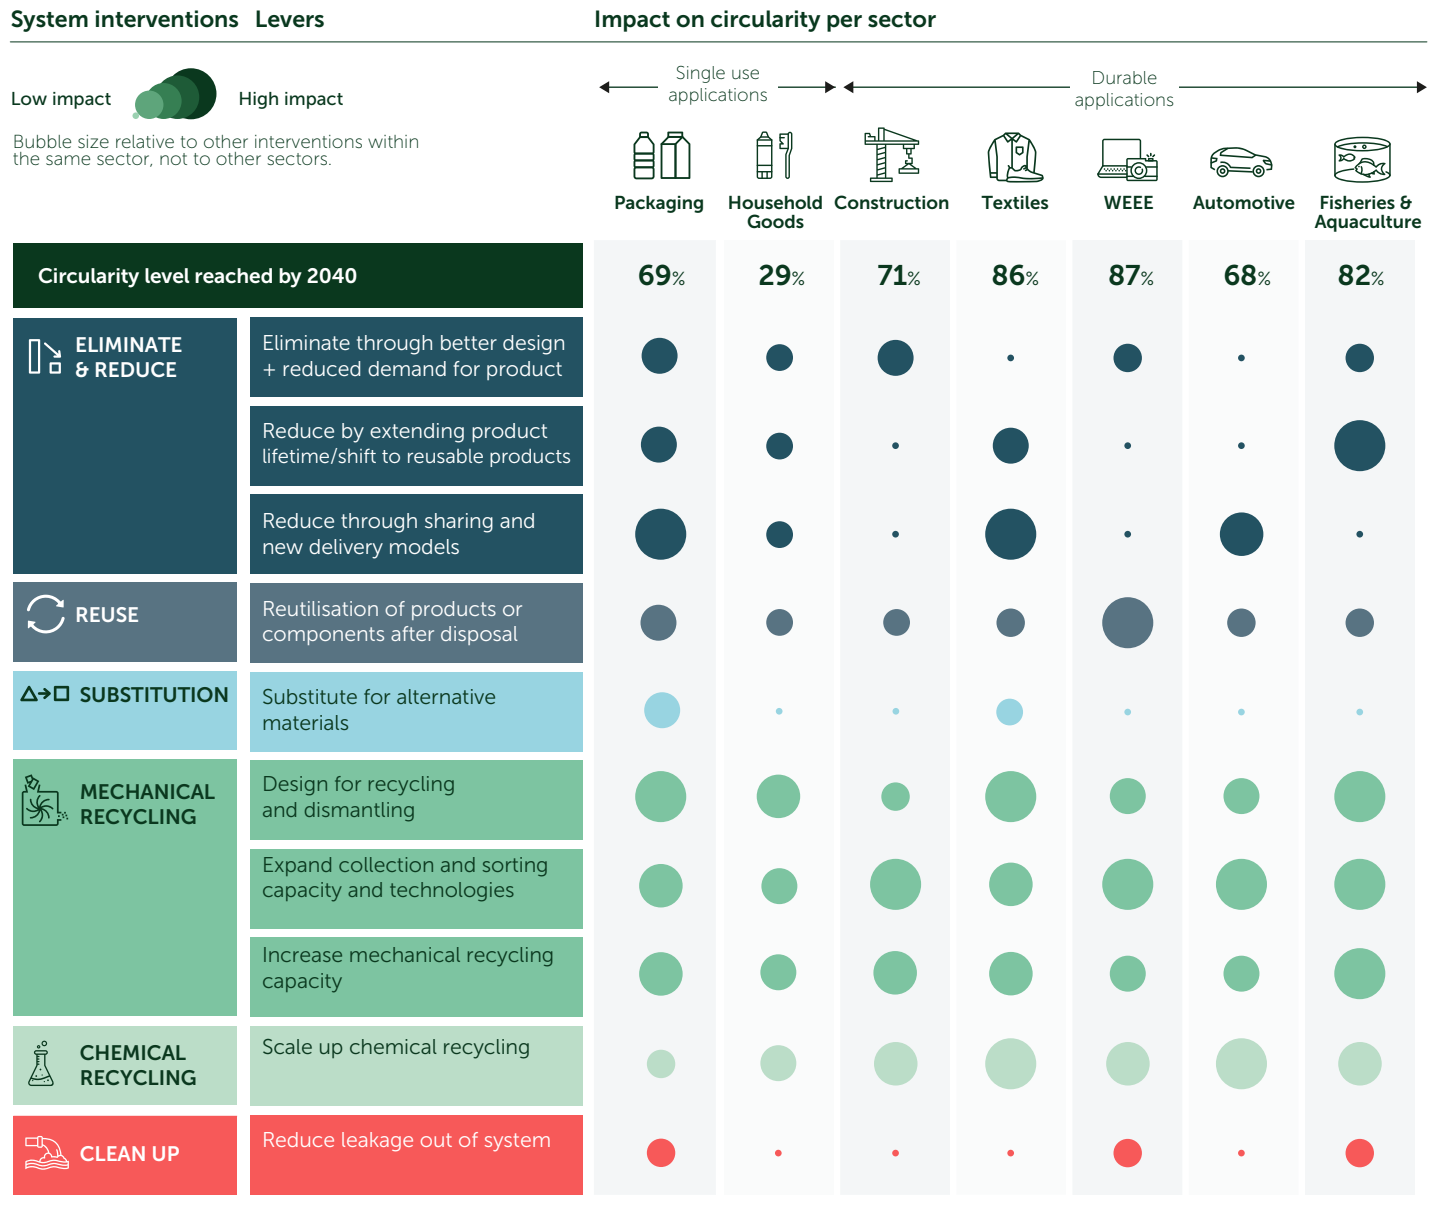 System interventions Levers Impact on circularity per sector
Single use
applications
Durable
applications
Low impact High impact
Bubble size relative to other interventions within
the same sector, not to other sectors.
Packaging Household Goods Construction Textiles WEEE Automotive Fisheries & Aquaculture
Circularity level reached by 2040 69% 29% 71% 86% 87% 68% 82%
ELIMINATE
& REDUCE
Eliminate through better design
+ reduced demand for product
Reduce by extending product
lifetime/shift to reusable products
Reduce through sharing and
new delivery models
REUSE
Reutilisation of products or
components after disposal
SUBSTITUTION
Substitute for alternative
materials
MECHANICAL
RECYCLING
Design for recycling
and dismantling
Expand collection and sorting
capacity and technologies
Increase mechanical recycling
capacity
CHEMICAL
RECYCLING
Scale up chemical recycling
CLEAN UP
Reduce leakage out of system